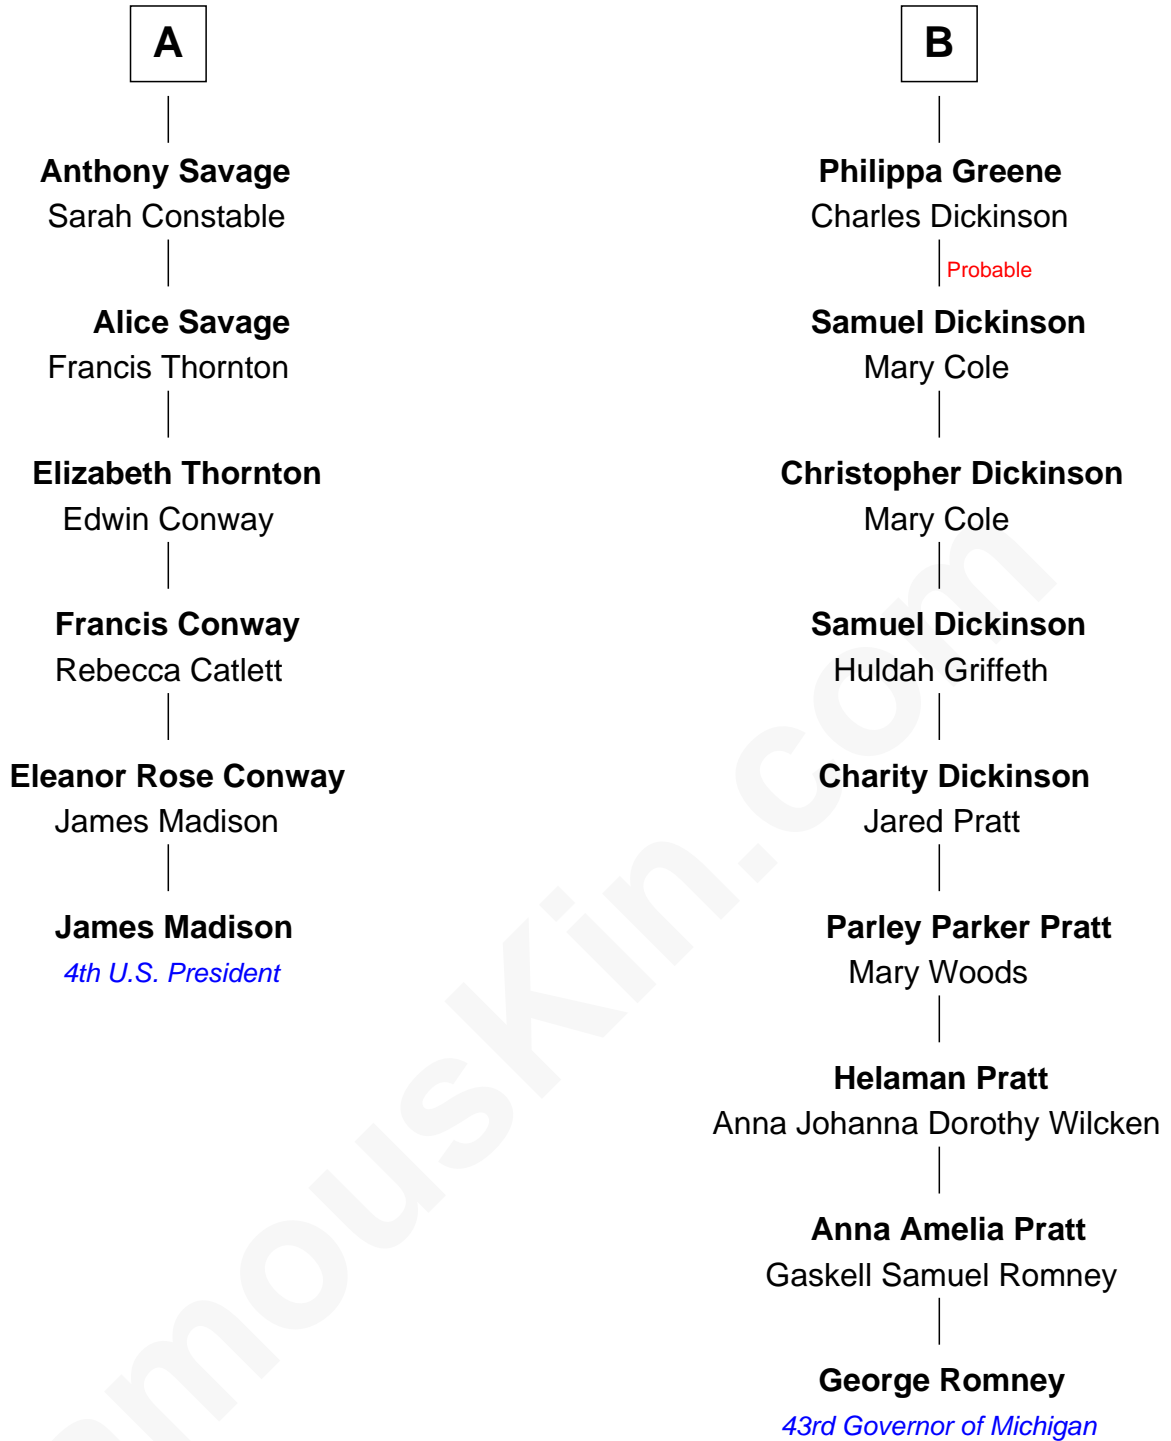 A
Anthony Savage
Sarah Constable
Alice Savage
Francis Thornton
Elizabeth Thornton
Edwin Conway
Francis Conway
Rebecca Catlett
Eleanor Rose Conway
James Madison
James Madison
4th U.S. President
B
Philippa Greene
Charles Dickinson
Probable
Samuel Dickinson
Mary Cole
Christopher Dickinson
Mary Cole
Samuel Dickinson
Huldah Griffeth
Charity Dickinson
Jared Pratt
Parley Parker Pratt
Mary Woods
Helaman Pratt
Anna Johanna Dorothy Wilcken
Anna Amelia Pratt
Gaskell Samuel Romney
George Romney
43rd Governor of Michigan
amousKin.com